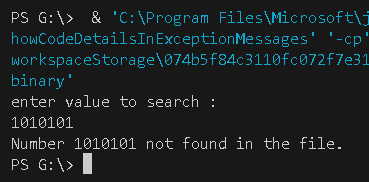 PS G:\>  & 'C:\Program Files\Microsoft\j
howCodeDetailsInExceptionMessages' '-cp'
workspaceStorage\074b5f84c3110fc072f7e31
binary'
enter value to search :
1010101
Number 1010101 not found in the file.
PS G:\>